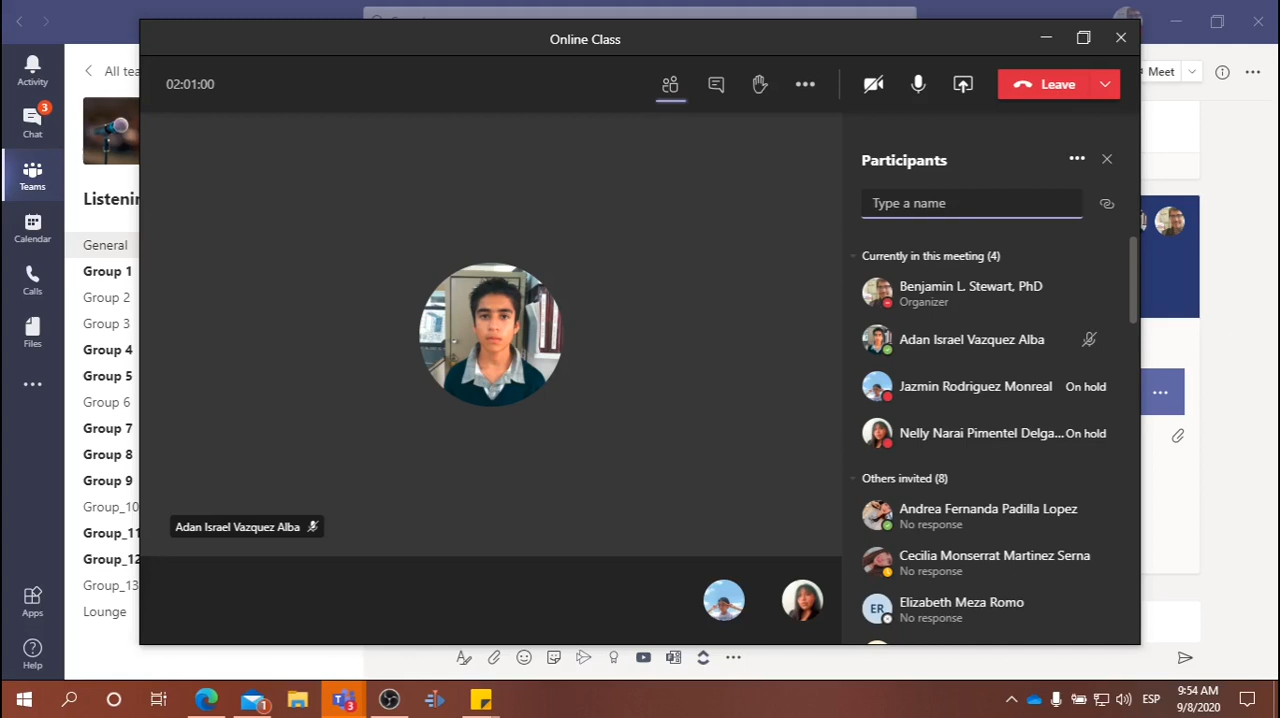 Online Class
Activity
Chat
3
Teams
Calendar
Calls
Files
Apps
Help
All tea
Listenin
General
Group 1
Group 2
Group 3
Group 4
Group 5
Group 6
Group 7
Group 8
Group 9
Group_10
Group_11
Group_12
Group_13
Lounge
02:01:00
Leave
Meet
Adan Israel Vazquez Alba
Participants
Type a name
Currently in this meeting (4)
Benjamin L. Stewart, PhD
Organizer
Adan Israel Vazquez Alba
Jazmin Rodriguez Monreal On hold
Nelly Narai Pimentel Delga... On hold
Others invited (8)
Andrea Fernanda Padilla Lopez
No response
Cecilia Monserrat Martinez Serna
No response
ER
Elizabeth Meza Romo
No response
1
3
ESP
9:54 AM
9/8/2020